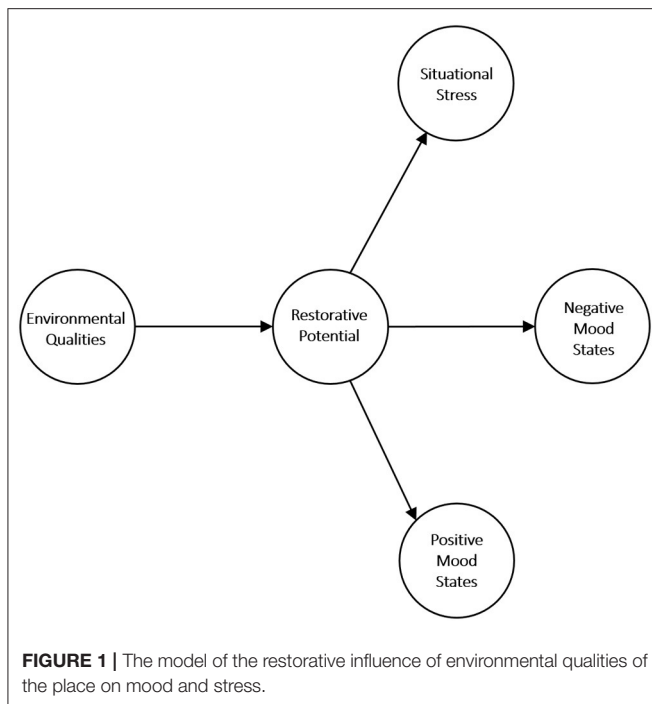 Situational
Stress
Environmental
Qualities
Restorative
Potential
Negative
Mood
States
Positive
Mood
States
FIGURE 1 | The model of the restorative influence of environmental qualities of
the place on mood and stress.